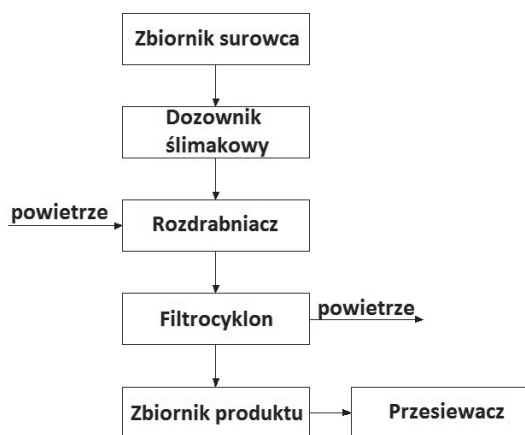 Zbiornik surowca
Dozownik
ślimakowy
powietrze
Rozdrabniacz
powietrze
Filtrocyklon
Zbiornik produktu
Przesiewacz